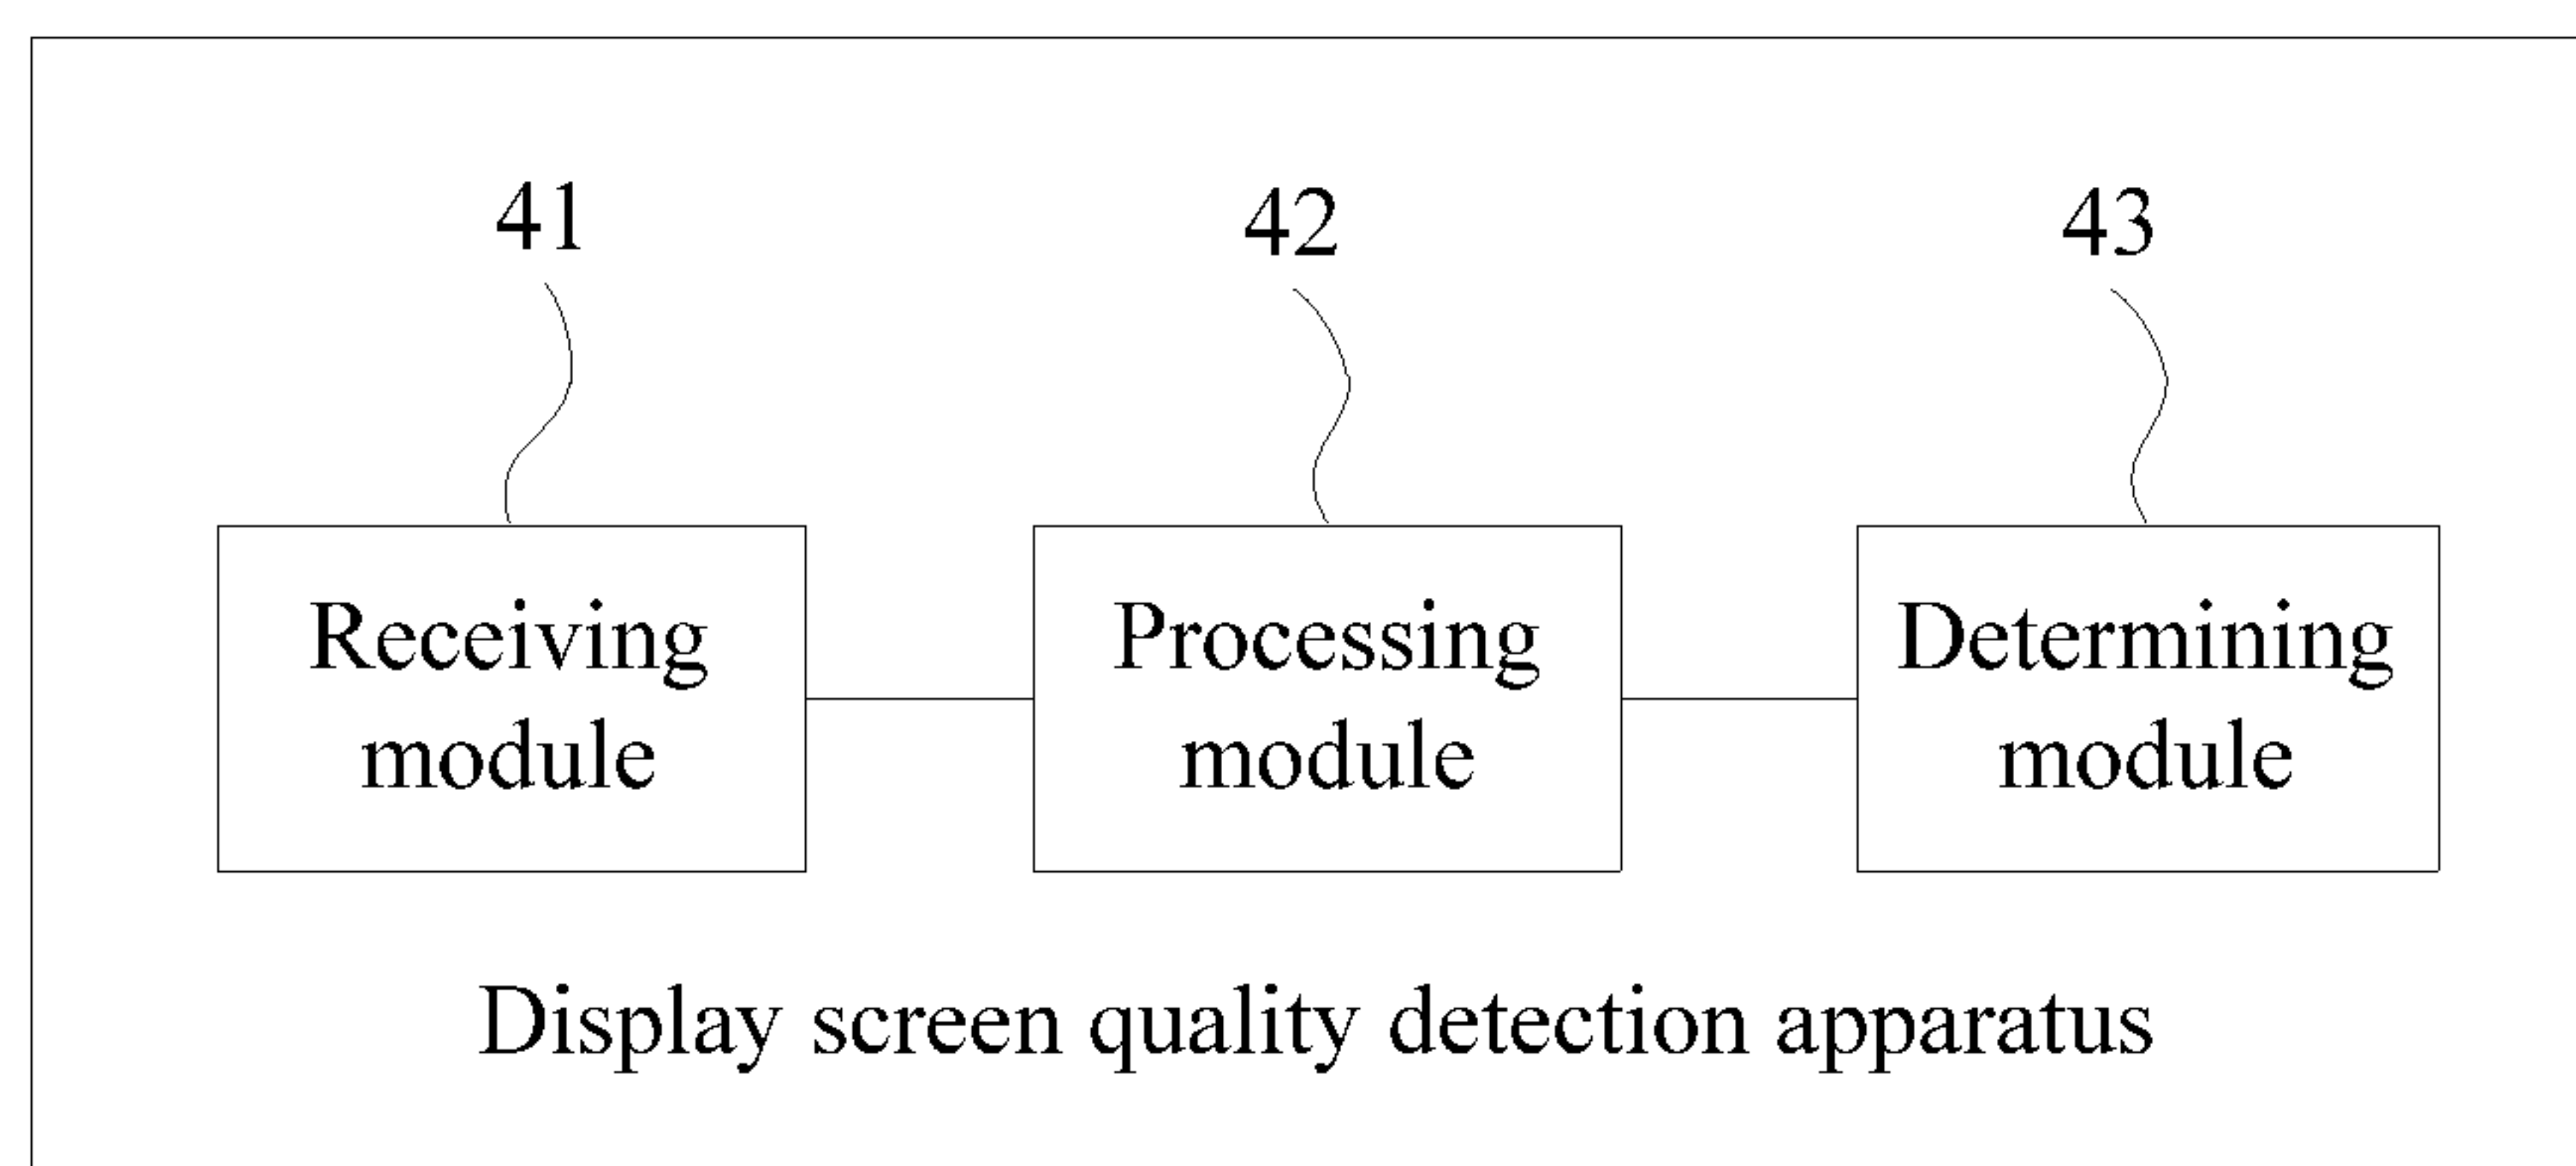 41
42
43
Receiving
module
Processing
module
Determining
module
Display screen quality detection apparatus